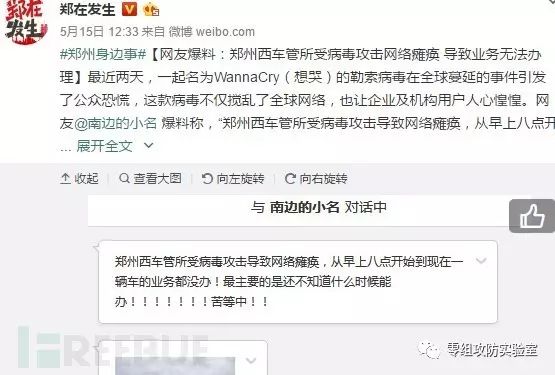 郑在发生
5月15日 12:33 来自 微博 weibo.com
#郑州身边事#【网友爆料：郑州西车管所受病毒攻击网络瘫痪 导致业务无法办
理】最近两天，一起名为WannaCry（想哭）的勒索病毒在全球蔓延的事件引发
了公众恐慌，这款病毒不仅搅乱了全球网络，也让企业及机构用户人心惶惶。网
友@南边的小名 爆料称，“郑州西车管所受病毒攻击导致网络瘫痪，从早上八点开
... 展开全文
收起 查看大图 向左旋转 向右旋转
与 南边的小名 对话中
郑州西车管所受病毒攻击导致网络瘫痪，从早上八点开始到现在一
辆车的业务都没办！最主要的是还不知道什么时候能
办！！！！！！！苦等中！！
FREEBUF
零组攻防实验室